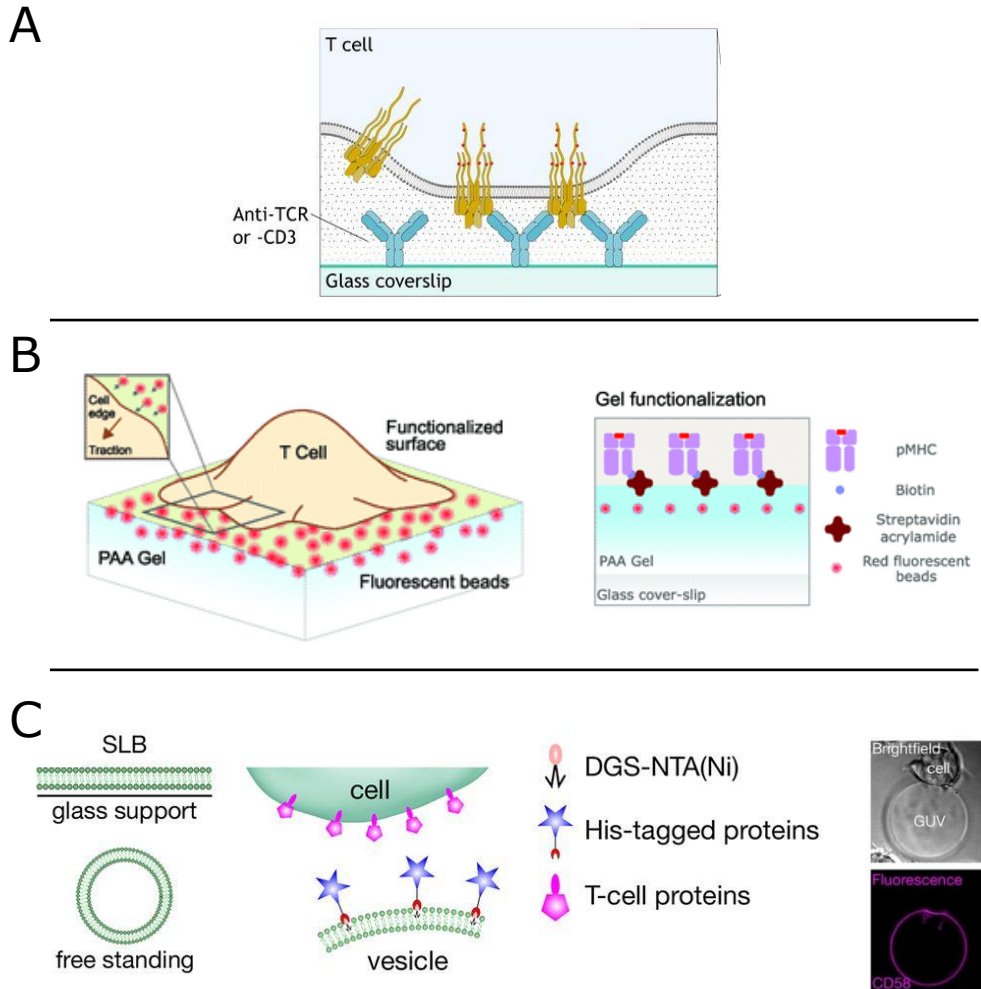 A
T cell
Anti-TCR
or -CD3
Glass coverslip
B
Cell
edge
Traction
T Cell
Functionalized
surface
PAA Gel
Fluorescent beads
Gel functionalization
PAA Gel
Glass cover-slip
pMHC
Biotin
Streptavidin
acrylamide
Red fluorescent
beads
C
SLB
glass support
free standing
cell
vesicle
DGS-NTA(Ni)
His-tagged proteins
T-cell proteins
Brightfield
cell
GUV
Fluorescence
CD58